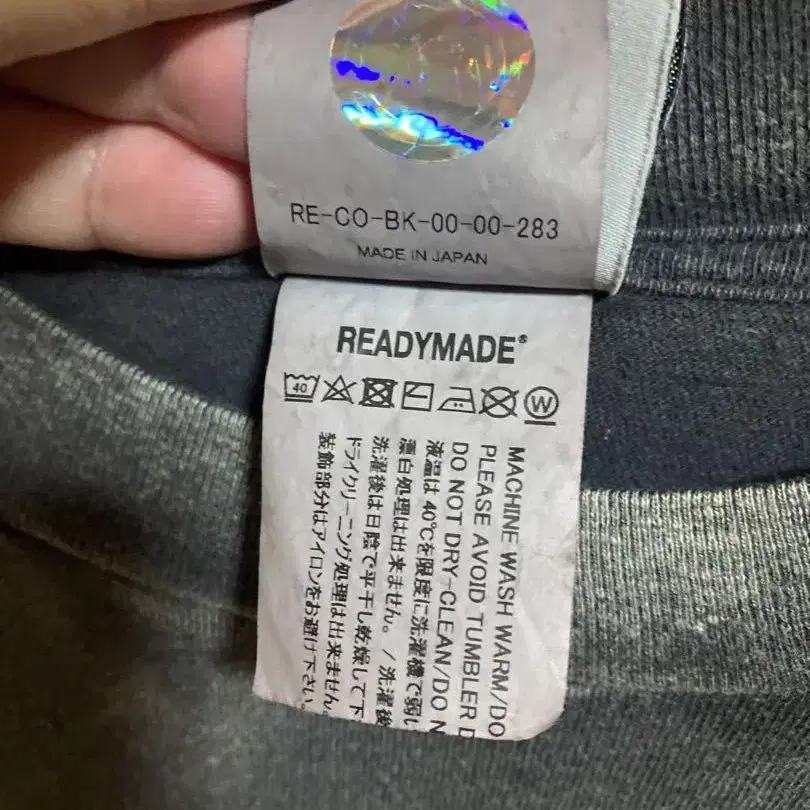 RE-CO-BK-00-00-283
MADE IN JAPAN
READYMADE®
40
W
MACHINE WASH WARM/DO
PLEASE AVOID TUMBLER
DO NOT DRY-CLEAN/DO
液温は40℃を限度に洗濯機で弱い
漂白処理は出来ません。/洗濯後
洗濯後は日陰で平干し乾燥して下
ドライクリーニング処理は出来ません。
装飾部分はアイロンをお避け下さい。